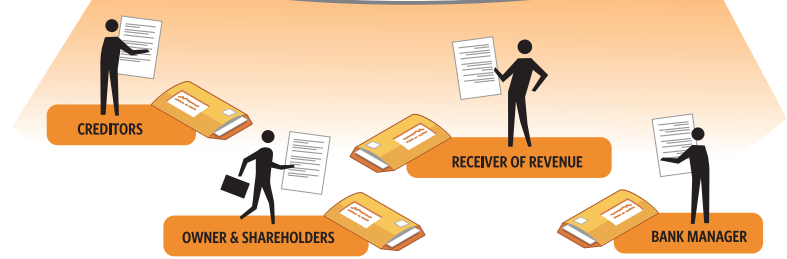 CREDITORS
RECEIVER OF REVENUE
OWNER & SHAREHOLDERS
BANK MANAGER